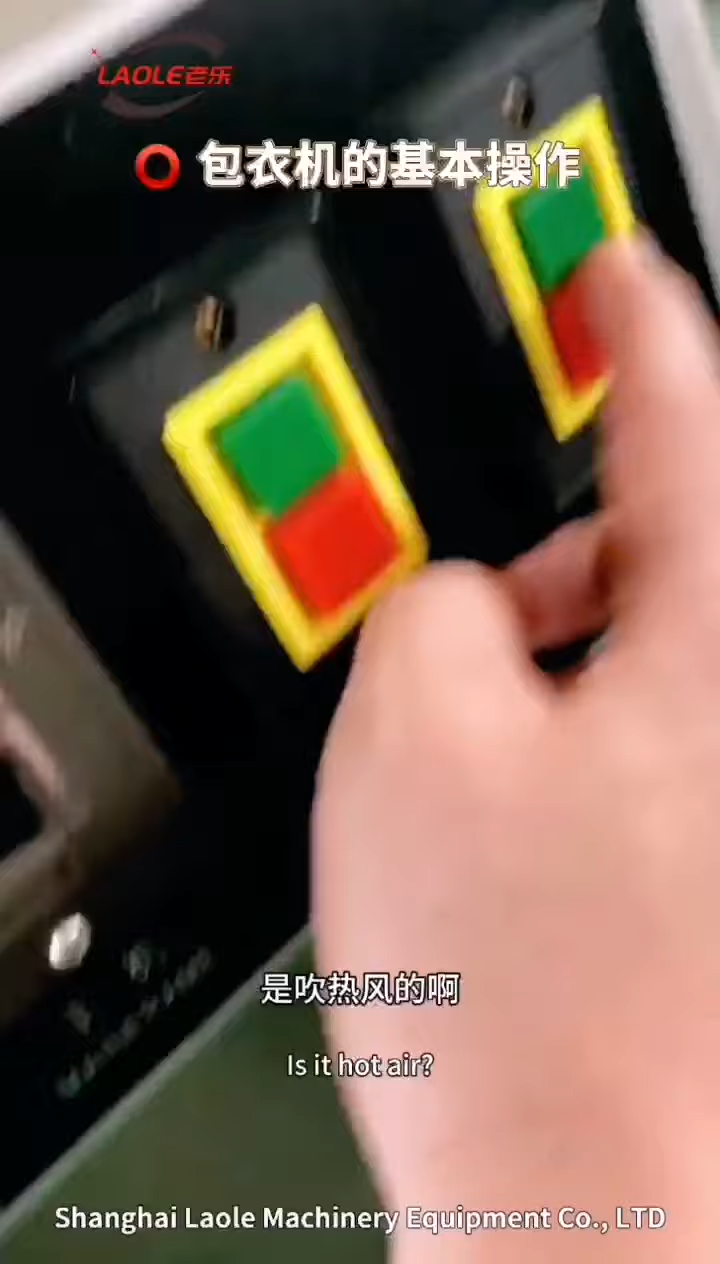 LAOLE老乐
⭕ 包衣机的基本操作
是吹热风的啊
Is it hot air?
Shanghai Laole Machinery Equipment Co., LTD